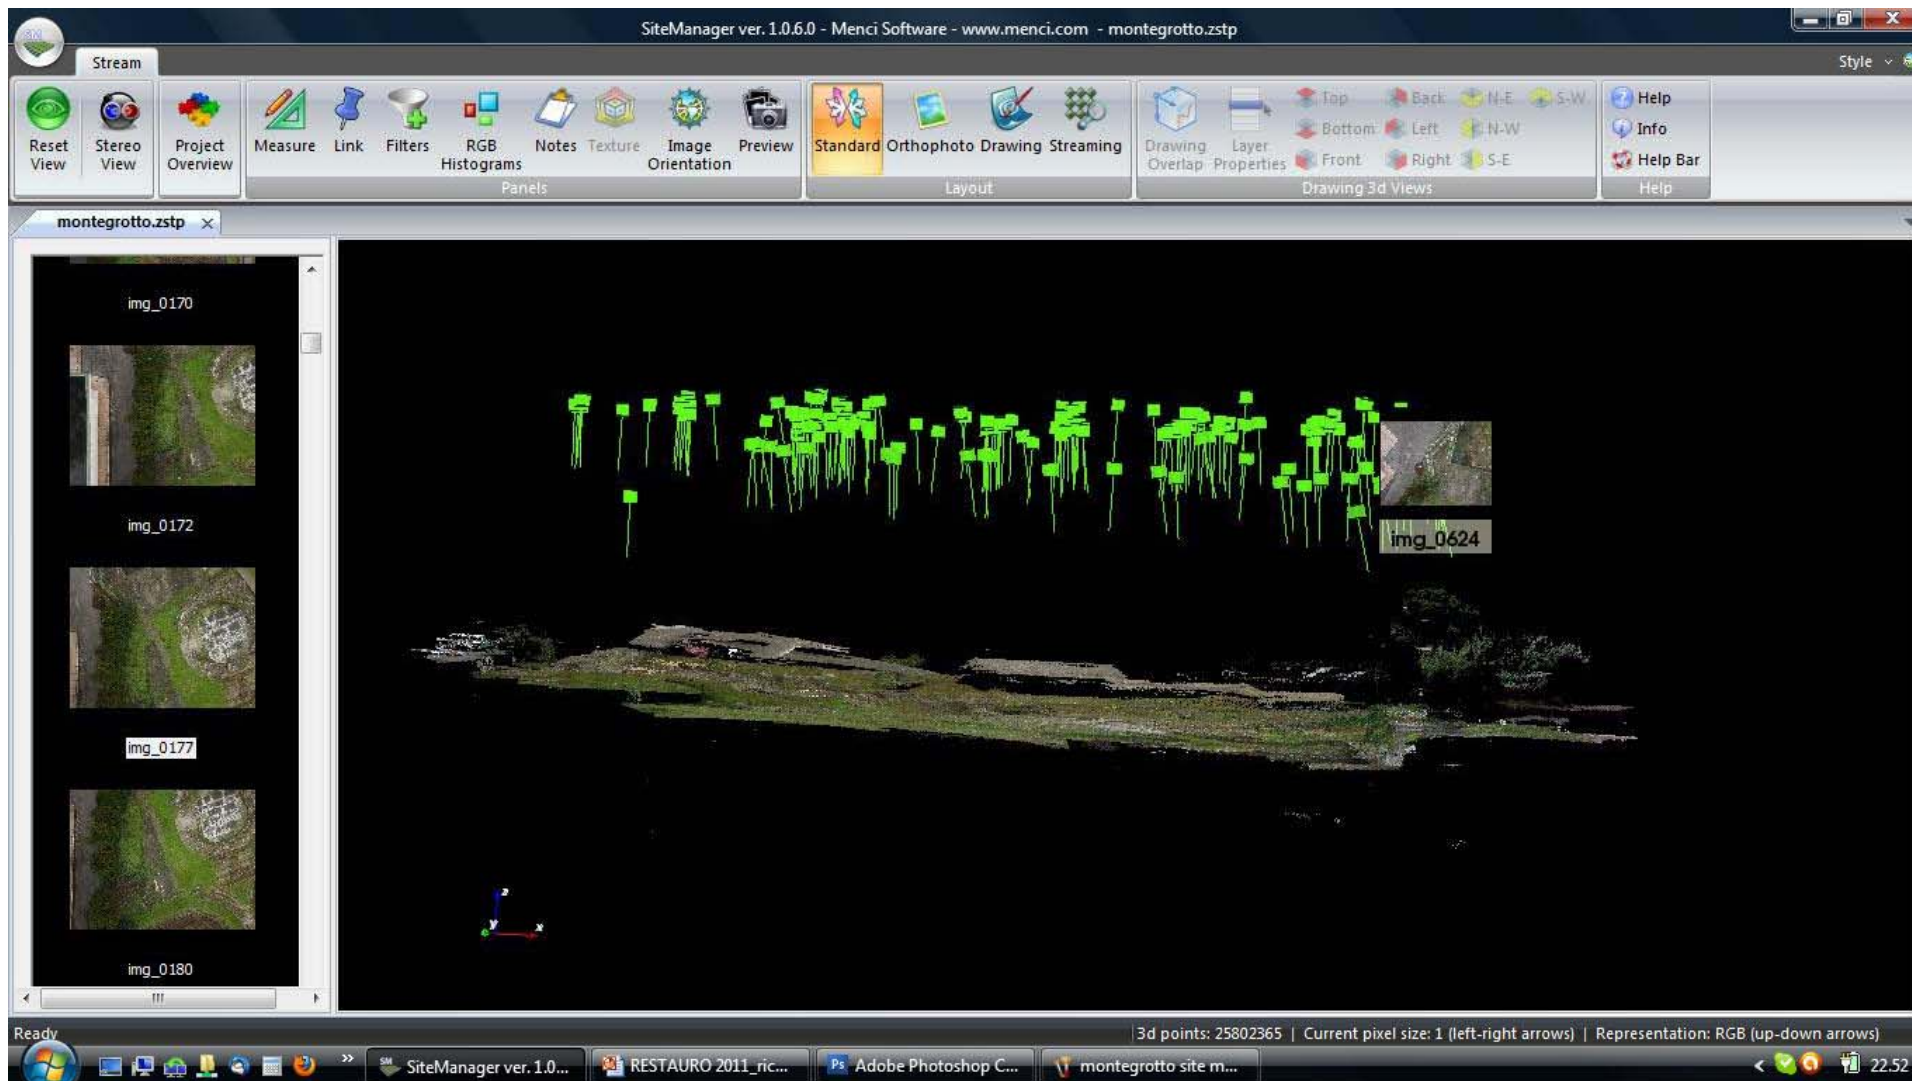 SiteManager ver. 1.0.6.0 - Menci Software - www.menci.com - montegrotto.zstp
SM
Stream
Style
Reset View
Stereo View
Project Overview
Measure
Link
Filters
RGB Histograms
Notes
Texture
Image Orientation
Preview
Panels
Standard
Orthophoto
Drawing
Streaming
Layout
Drawing Overlap
Layer Properties
Top
Back
N-E
S-W
Bottom
Left
N-W
Front
Right
S-E
Drawing 3d Views
Help
Info
Help Bar
Help
montegrotto.zstp
img_0170
img_0172
img_0177
img_0180
img_0624
z
y
x
Ready
3d points: 25802365 | Current pixel size: 1 (left-right arrows) | Representation: RGB (up-down arrows)
SM SiteManager ver. 1.0...
RESTAURO 2011_ric...
Ps Adobe Photoshop C...
montegrotto site m...
22.52